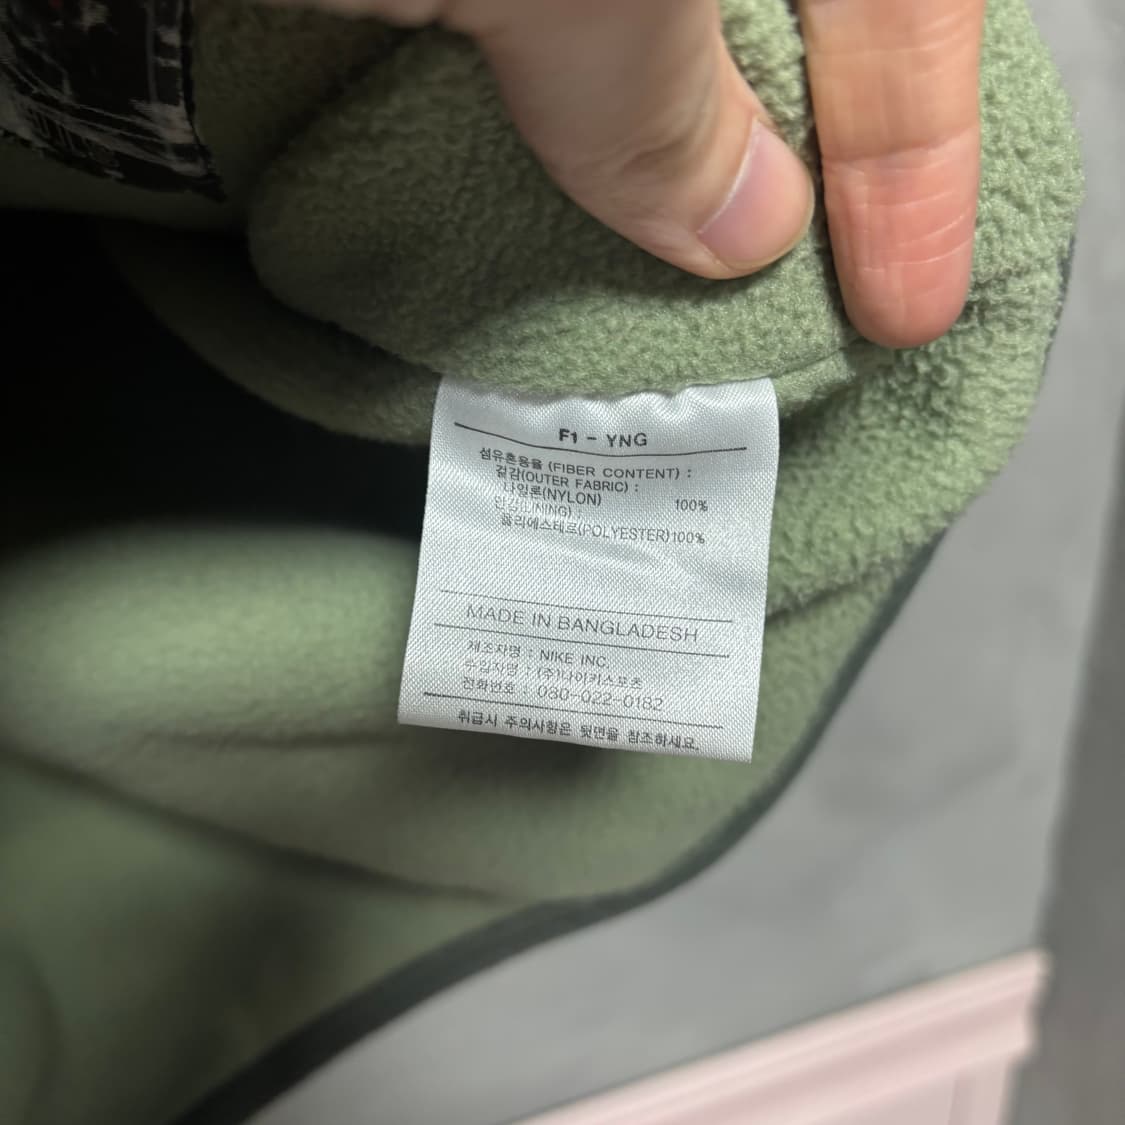 F1 - YNG
섬유혼용율 (FIBER CONTENT) :
겉감(OUTER FABRIC) :
나일론(NYLON) 100%
안감(LINING) :
폴리에스테르(POLYESTER)100%
MADE IN BANGLADESH
제조자명 : NIKE INC.
수입자명 : (주)나이키스포츠
전화번호 : 080-022-0182
취급시 주의사항은 뒷면을 참조하세요.